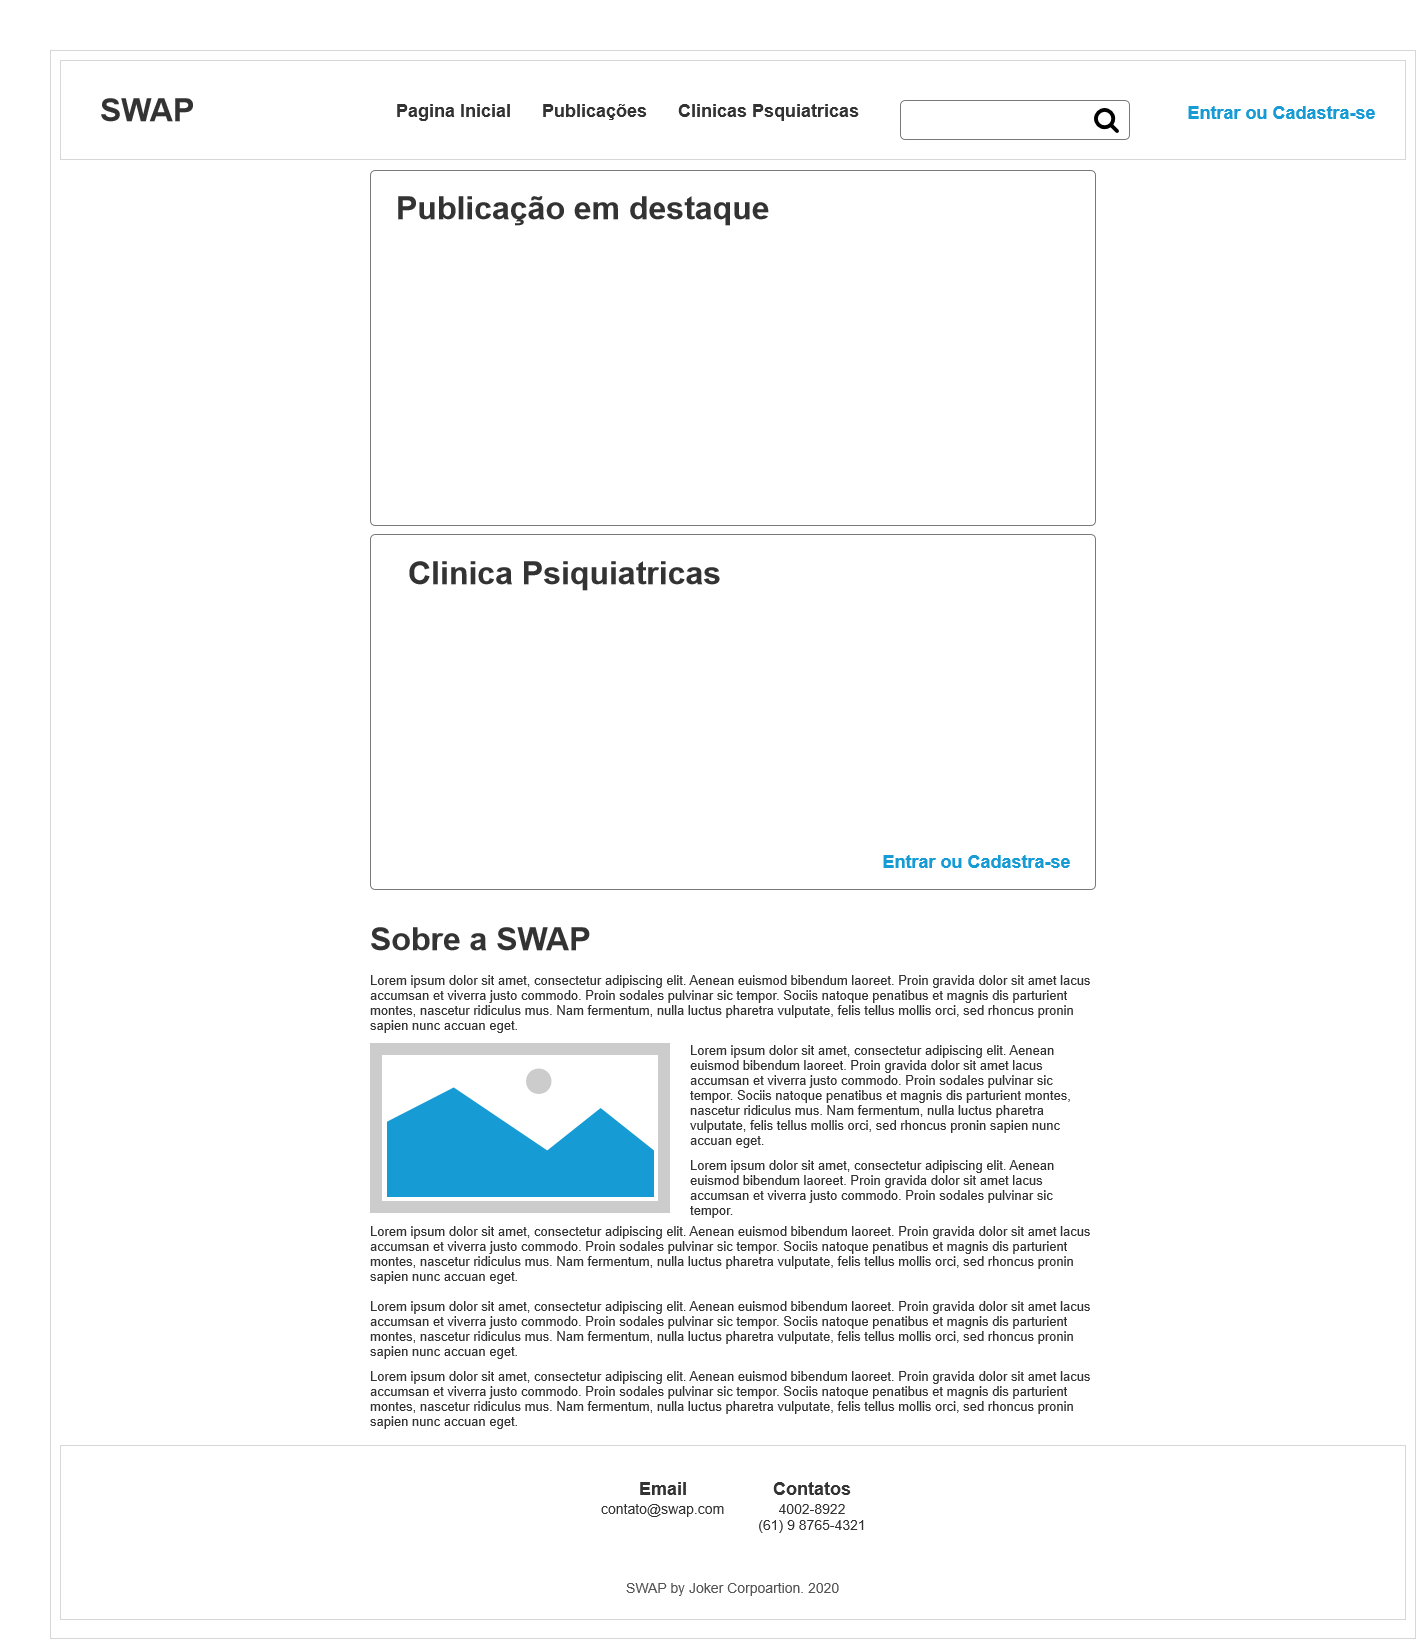 SWAP
Pagina Inicial
Publicações
Clinicas Psquiatricas
Entrar ou Cadastra-se
Publicação em destaque
Clinica Psiquiatricas
Entrar ou Cadastra-se
Sobre a SWAP
Lorem ipsum dolor sit amet, consectetur adipiscing elit. Aenean euismod bibendum laoreet. Proin gravida dolor sit amet lacus
accumsan et viverra justo commodo. Proin sodales pulvinar sic tempor. Sociis natoque penatibus et magnis dis parturient
montes, nascetur ridiculus mus. Nam fermentum, nulla luctus pharetra vulputate, felis tellus mollis orci, sed rhoncus pronin
sapien nunc accuan eget.
Lorem ipsum dolor sit amet, consectetur adipiscing elit. Aenean
euismod bibendum laoreet. Proin gravida dolor sit amet lacus
accumsan et viverra justo commodo. Proin sodales pulvinar sic
tempor. Sociis natoque penatibus et magnis dis parturient montes,
nascetur ridiculus mus. Nam fermentum, nulla luctus pharetra
vulputate, felis tellus mollis orci, sed rhoncus pronin sapien nunc
accuan eget.
Lorem ipsum dolor sit amet, consectetur adipiscing elit. Aenean
euismod bibendum laoreet. Proin gravida dolor sit amet lacus
accumsan et viverra justo commodo. Proin sodales pulvinar sic
tempor.
Lorem ipsum dolor sit amet, consectetur adipiscing elit. Aenean euismod bibendum laoreet. Proin gravida dolor sit amet lacus
accumsan et viverra justo commodo. Proin sodales pulvinar sic tempor. Sociis natoque penatibus et magnis dis parturient
montes, nascetur ridiculus mus. Nam fermentum, nulla luctus pharetra vulputate, felis tellus mollis orci, sed rhoncus pronin
sapien nunc accuan eget.
Lorem ipsum dolor sit amet, consectetur adipiscing elit. Aenean euismod bibendum laoreet. Proin gravida dolor sit amet lacus
accumsan et viverra justo commodo. Proin sodales pulvinar sic tempor. Sociis natoque penatibus et magnis dis parturient
montes, nascetur ridiculus mus. Nam fermentum, nulla luctus pharetra vulputate, felis tellus mollis orci, sed rhoncus pronin
sapien nunc accuan eget.
Lorem ipsum dolor sit amet, consectetur adipiscing elit. Aenean euismod bibendum laoreet. Proin gravida dolor sit amet lacus
accumsan et viverra justo commodo. Proin sodales pulvinar sic tempor. Sociis natoque penatibus et magnis dis parturient
montes, nascetur ridiculus mus. Nam fermentum, nulla luctus pharetra vulputate, felis tellus mollis orci, sed rhoncus pronin
sapien nunc accuan eget.
Email
contato@swap.com
Contatos
4002-8922
(61) 9 8765-4321
SWAP by Joker Corpoartion. 2020